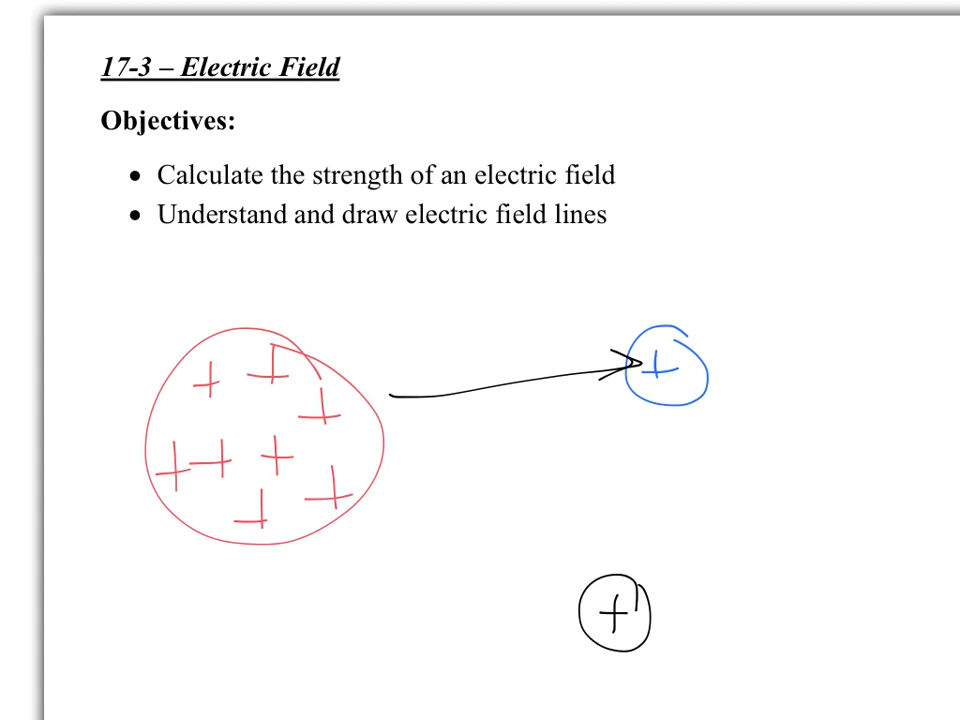 17-3 – Electric Field
Objectives:
• Calculate the strength of an electric field
• Understand and draw electric field lines
+ + +
+ + + +
+
+
+